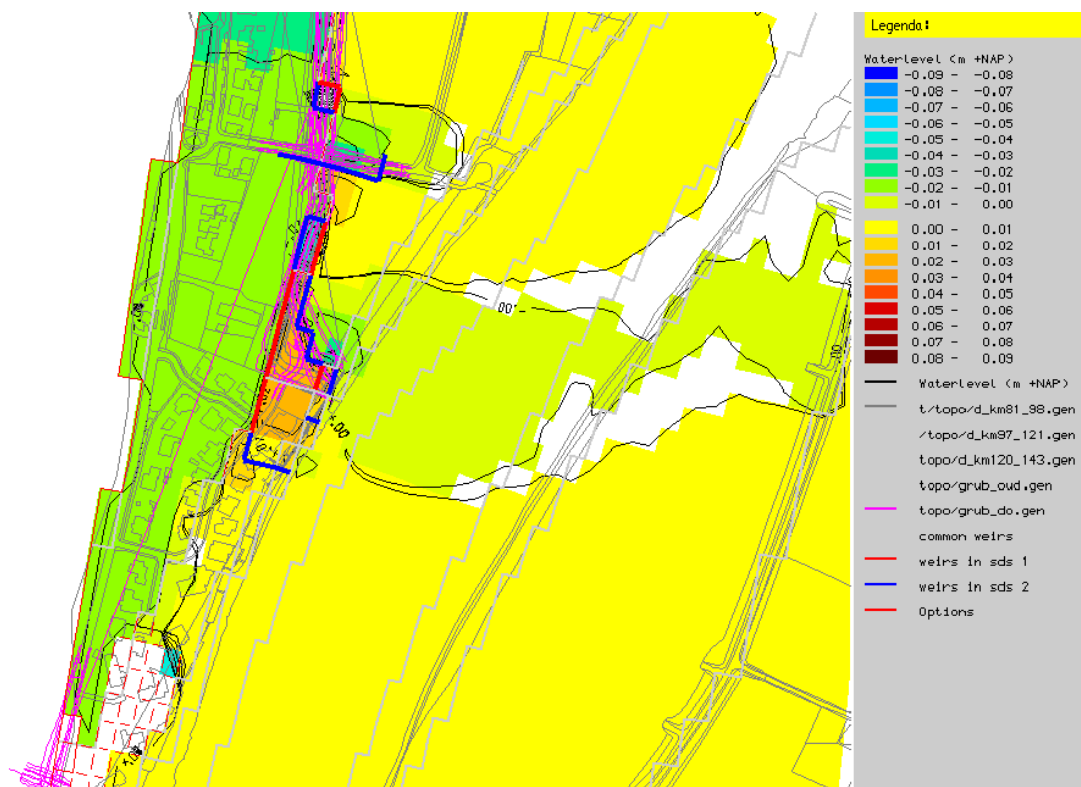 Legenda:
Waterlevel (m +NAP)
-0.09 - -0.08
-0.08 - -0.07
-0.07 - -0.06
-0.06 - -0.05
-0.05 - -0.04
-0.04 - -0.03
-0.03 - -0.02
-0.02 - -0.01
-0.01 - 0.00
0.00 - 0.01
0.01 - 0.02
0.02 - 0.03
0.03 - 0.04
0.04 - 0.05
0.05 - 0.06
0.06 - 0.07
0.07 - 0.08
0.08 - 0.09
Waterlevel (m +NAP)
t/topo/d_km81_98.gen
/topo/d_km97_121.gen
topo/d_km120_143.gen
topo/grub_oud.gen
topo/grub_do.gen
common weirs
weirs in sds 1
weirs in sds 2
Options